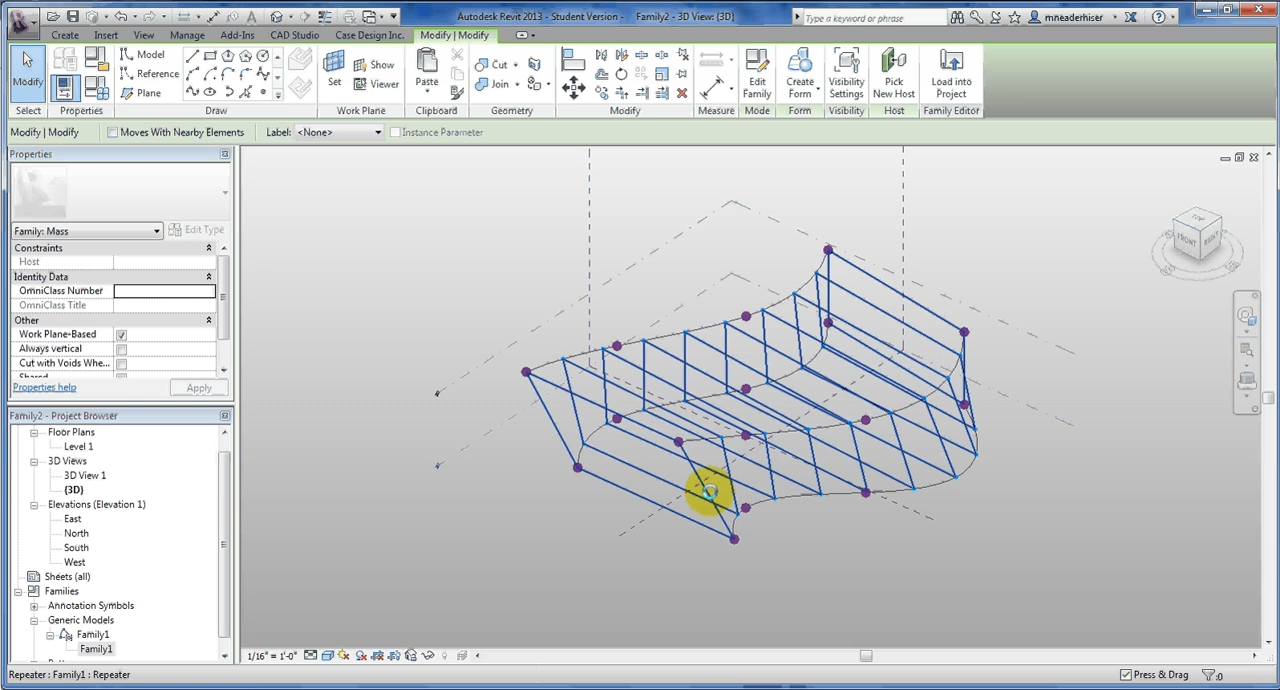 Autodesk Revit 2013 - Student Version - Family2 - 3D View: {3D}
Type a keyword or phrase
mneaderhiser
Create Insert View Manage Add-Ins CAD Studio Case Design Inc. Modify | Modify
Modify
Model
Reference
Plane
Set
Show
Viewer
Paste
Cut
Join
Edit Family
Create Form
Visibility Settings
Pick New Host
Load into Project
Select Properties Draw Work Plane Clipboard Geometry Modify Measure Mode Form Visibility Host Family Editor
Modify | Modify
Moves With Nearby Elements
Label: <None>
Instance Parameter
Properties
Family: Mass
Edit Type
Constraints
Host
Identity Data
OmniClass Number
OmniClass Title
Other
Work Plane-Based
Always vertical
Cut with Voids Whe...
Shared
Properties help
Apply
Family2 - Project Browser
Floor Plans
Level 1
3D Views
3D View 1
{3D}
Elevations (Elevation 1)
East
North
South
West
Sheets (all)
Families
Annotation Symbols
Generic Models
Family1
Family1
TOP
FRONT
RIGHT
1/16" = 1'-0"
Repeater : Family1 : Repeater
Press & Drag
:0